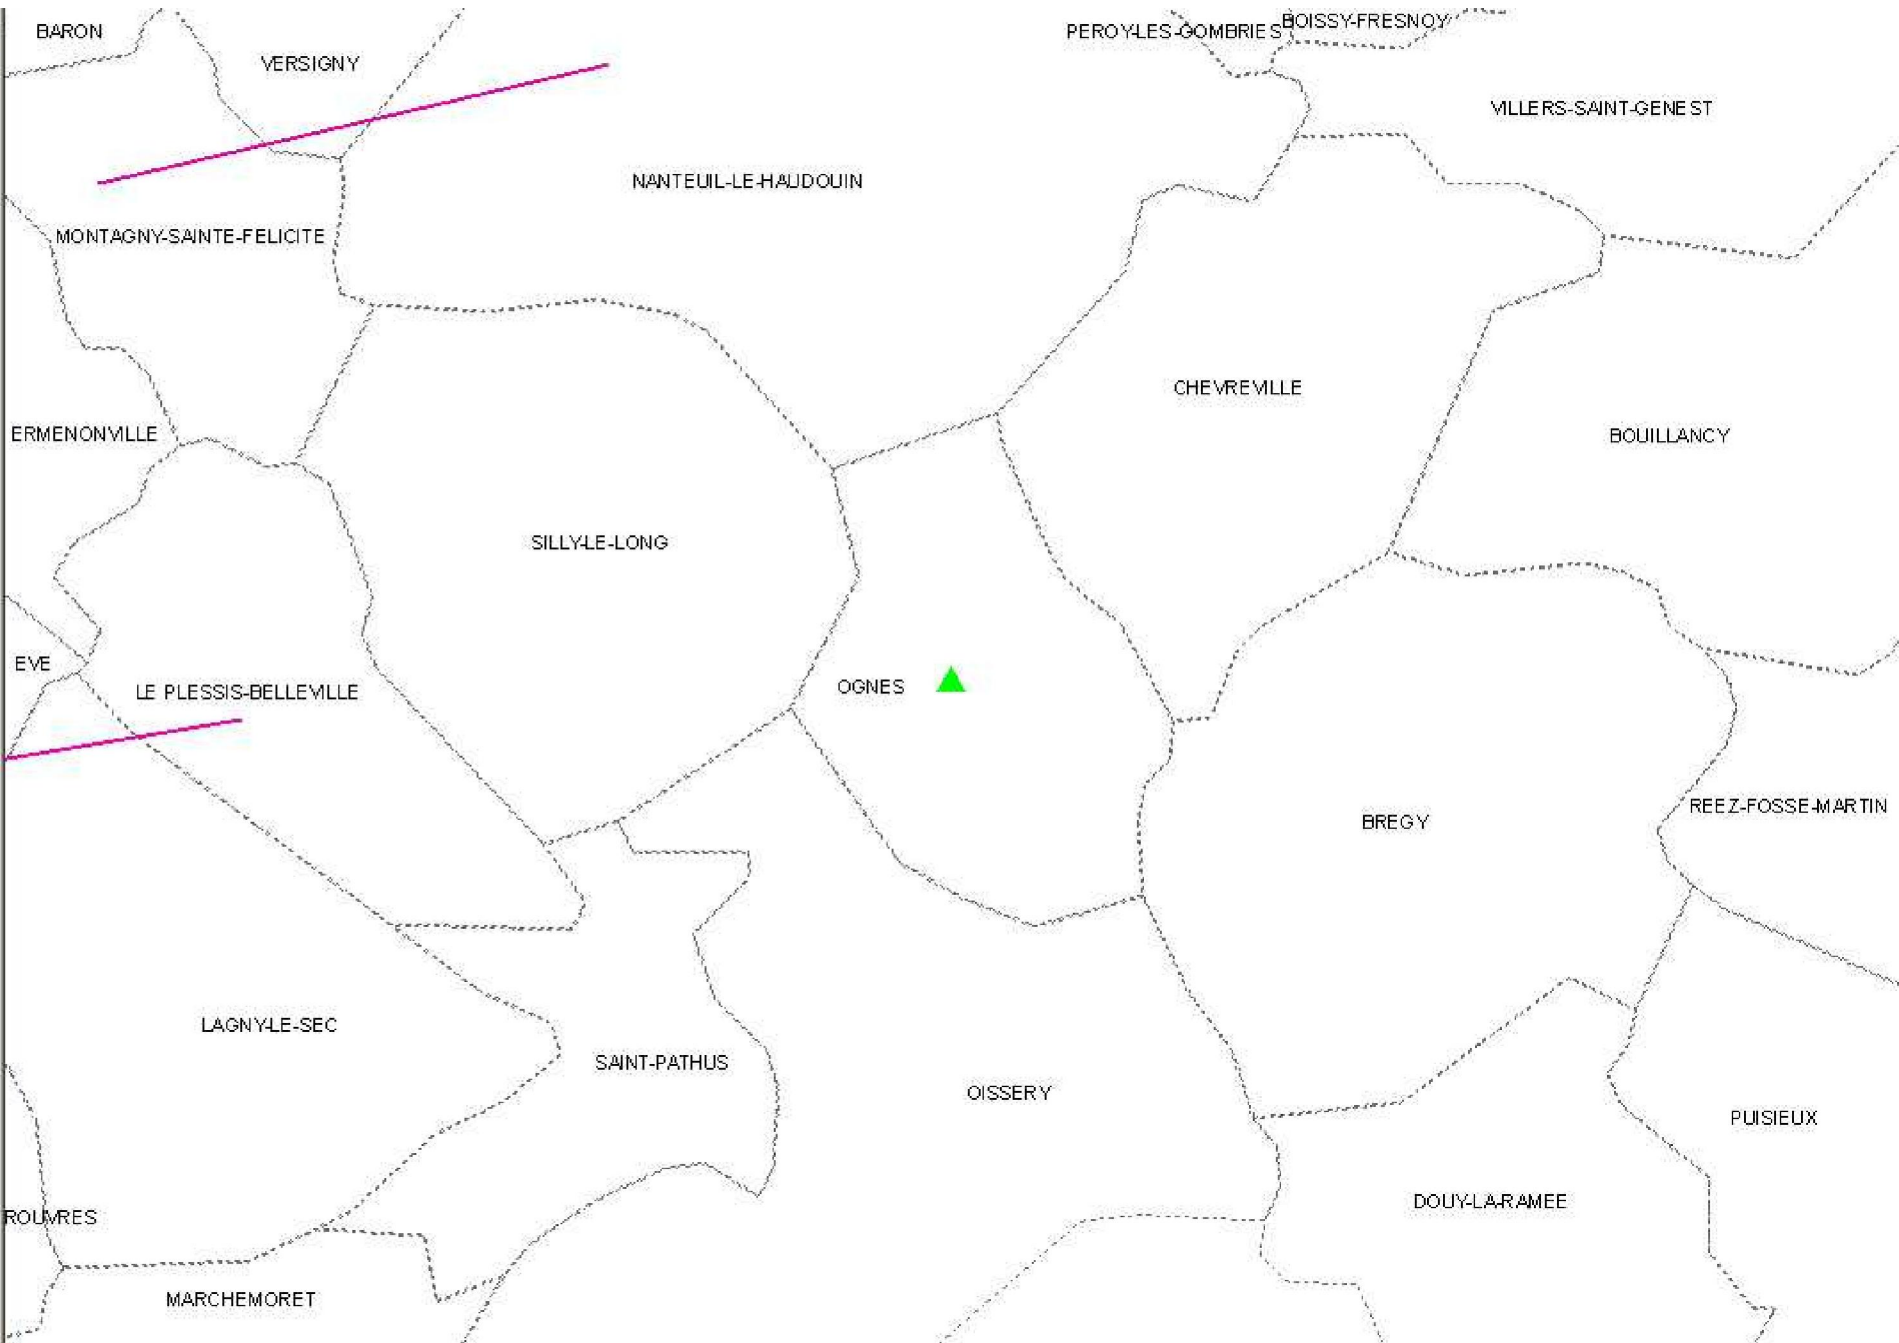 BARON
PEROY-LES-GOMBRIES
BOISSY-FRESNOY
VERSIGNY
VILLERS-SAINT-GENEST
NANTEUIL-LE-HAUDOUIN
MONTAGNY-SAINTE-FELICITE
CHEVREVILLE
ERMENONVILLE
BOUILLANCY
SILLY-LE-LONG
EVE
LE PLESSIS-BELLEVILLE
OGNES
REEZ-FOSSE-MARTIN
BREGY
LAGNY-LE-SEC
SAINT-PATHUS
OISSERY
PUISIEUX
DOUY-LA-RAMEE
ROUVRES
MARCHEMORET